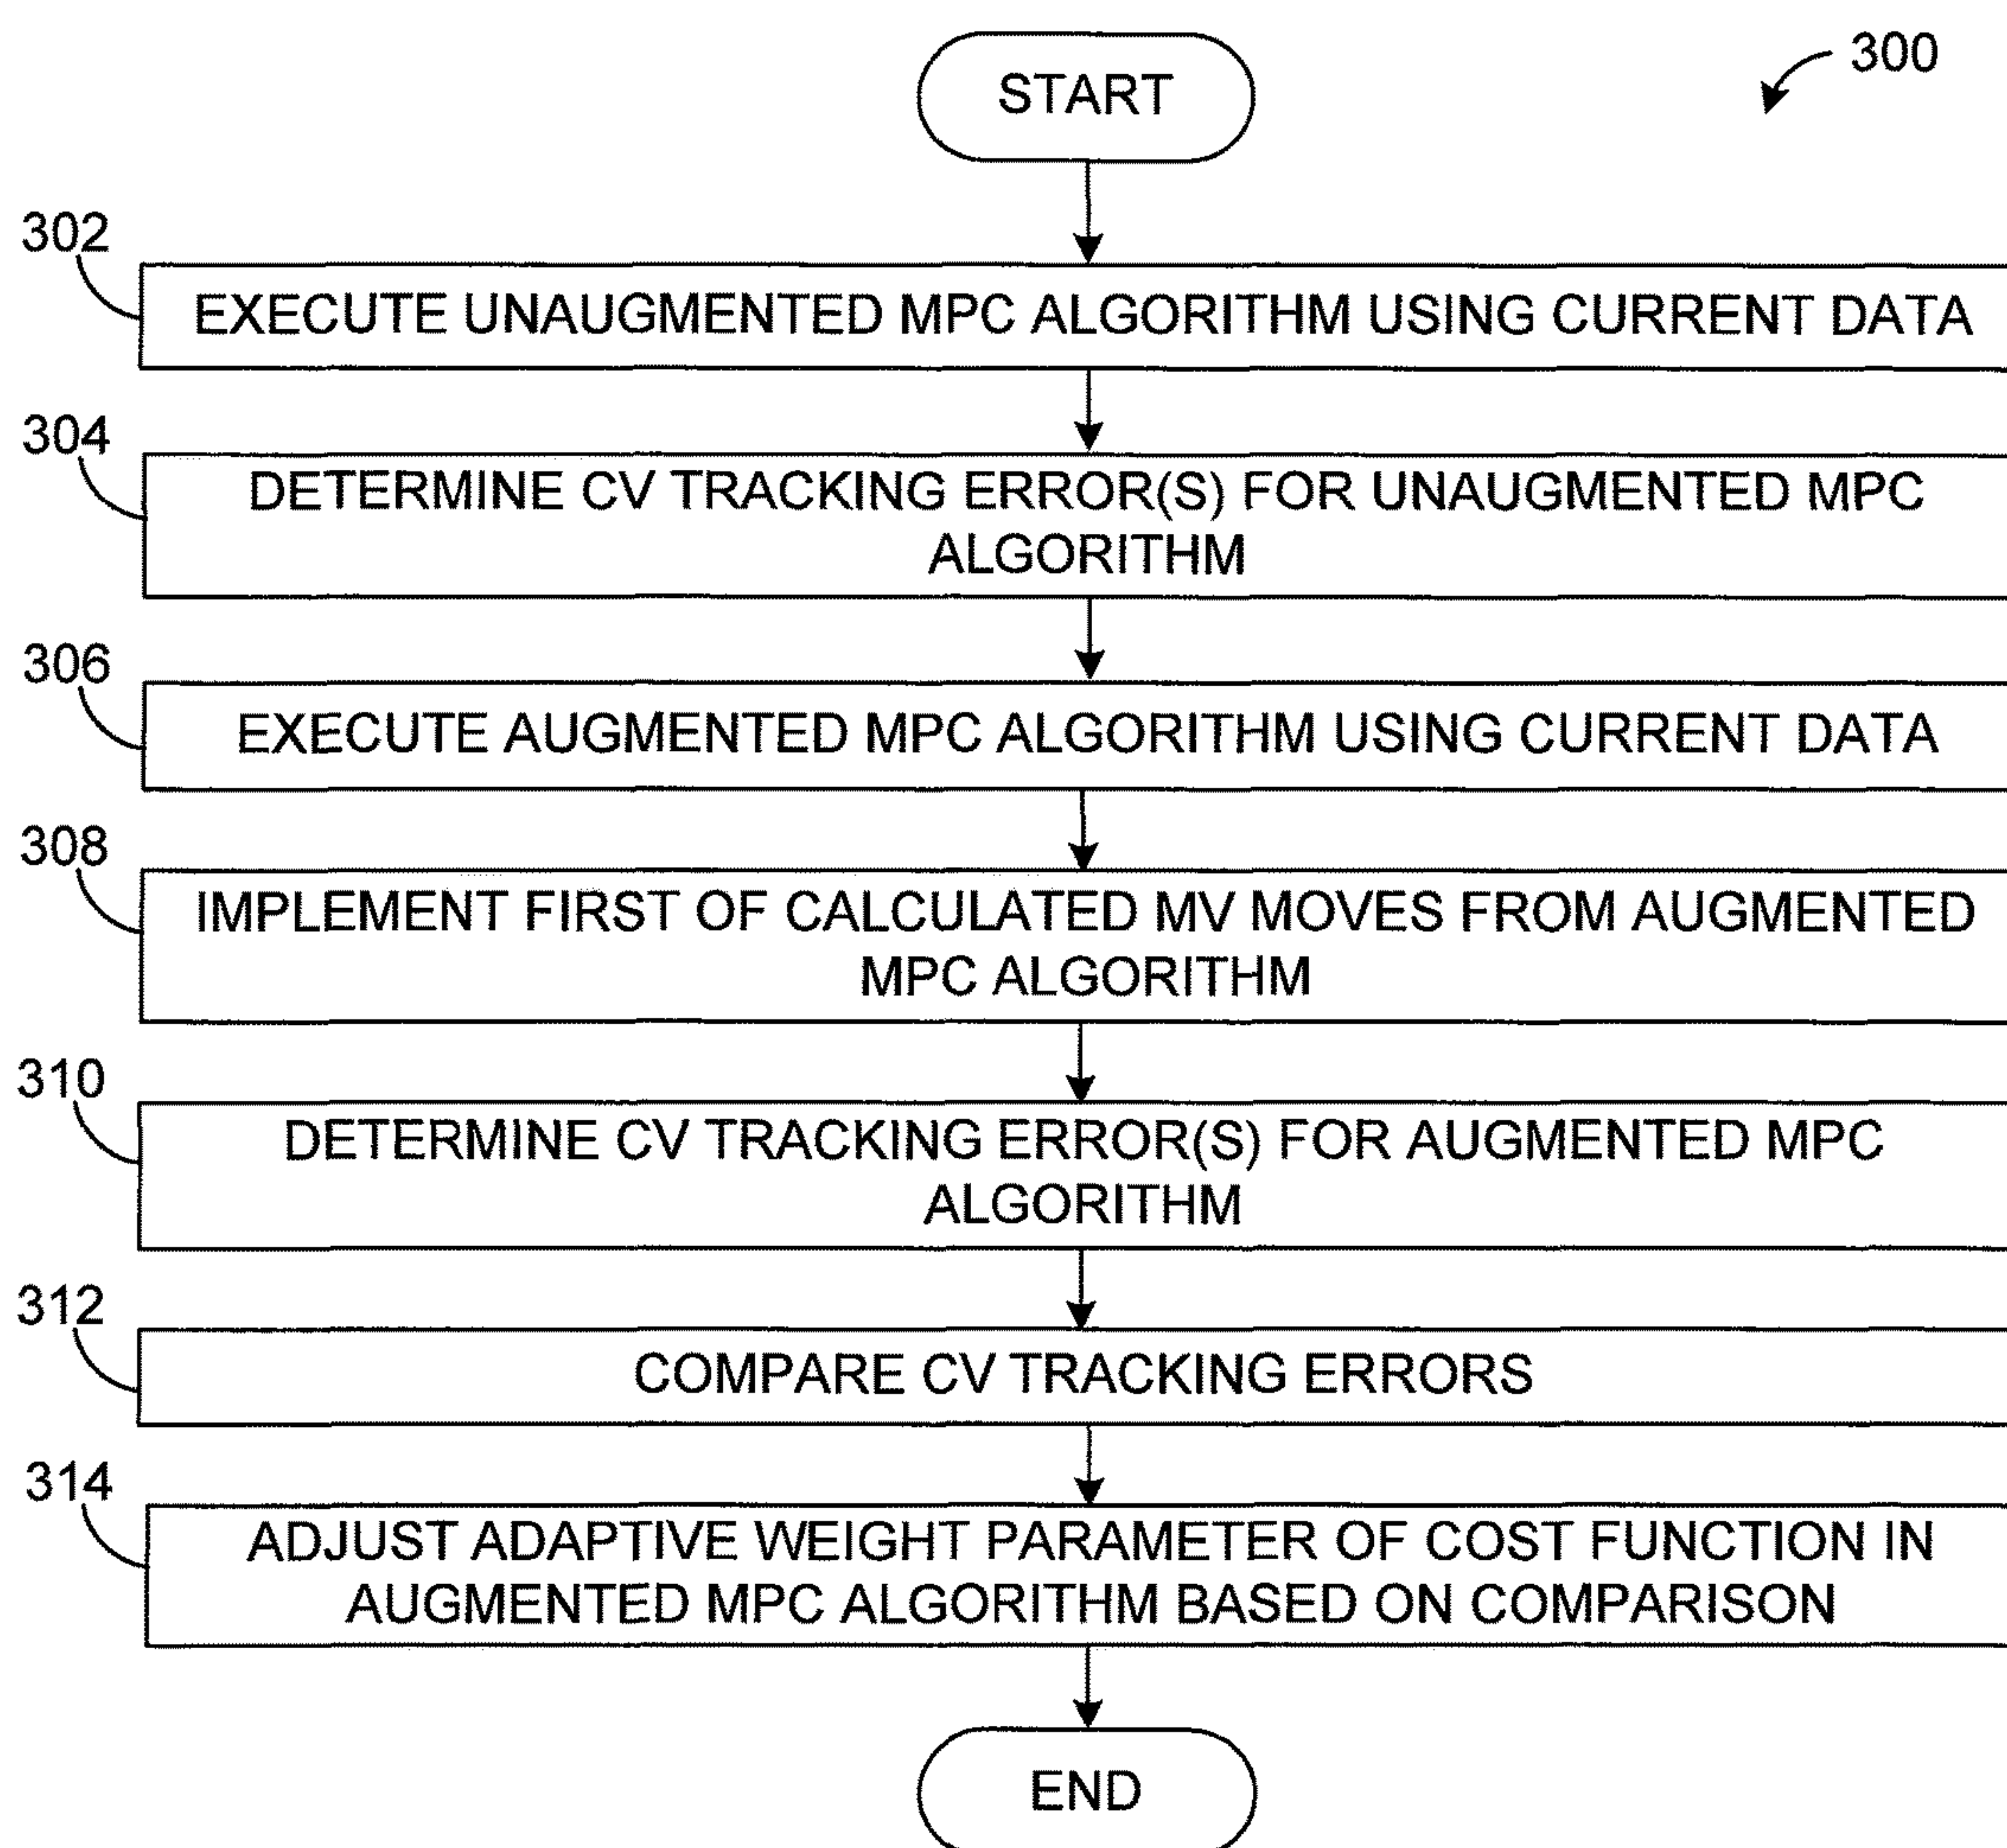 START
300
302
EXECUTE UNAUGMENTED MPC ALGORITHM USING CURRENT DATA
304
DETERMINE CV TRACKING ERROR(S) FOR UNAUGMENTED MPC
ALGORITHM
306
EXECUTE AUGMENTED MPC ALGORITHM USING CURRENT DATA
308
IMPLEMENT FIRST OF CALCULATED MV MOVES FROM AUGMENTED
MPC ALGORITHM
310
DETERMINE CV TRACKING ERROR(S) FOR AUGMENTED MPC
ALGORITHM
312
COMPARE CV TRACKING ERRORS
314
ADJUST ADAPTIVE WEIGHT PARAMETER OF COST FUNCTION IN
AUGMENTED MPC ALGORITHM BASED ON COMPARISON
END